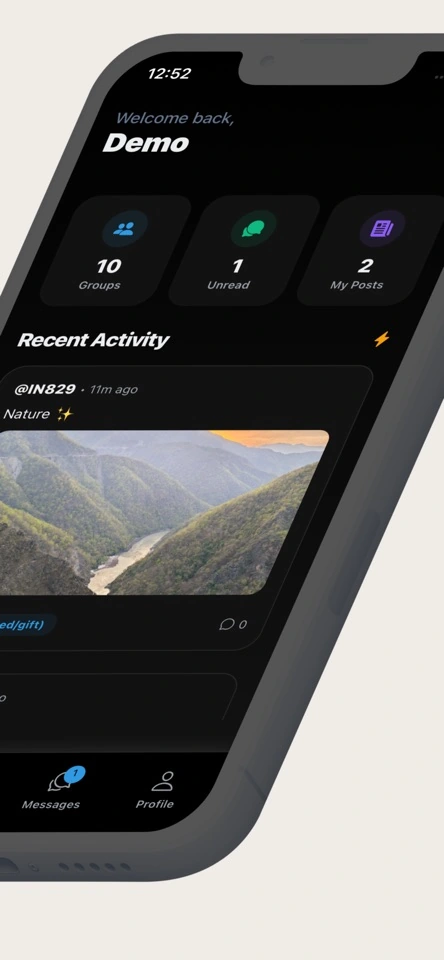 12:52
Welcome back,
Demo
10
Groups
1
Unread
2
My Posts
Recent Activity
@IN829 · 11m ago
Nature ✨
ed/gift)
0
o
1
Messages
Profile